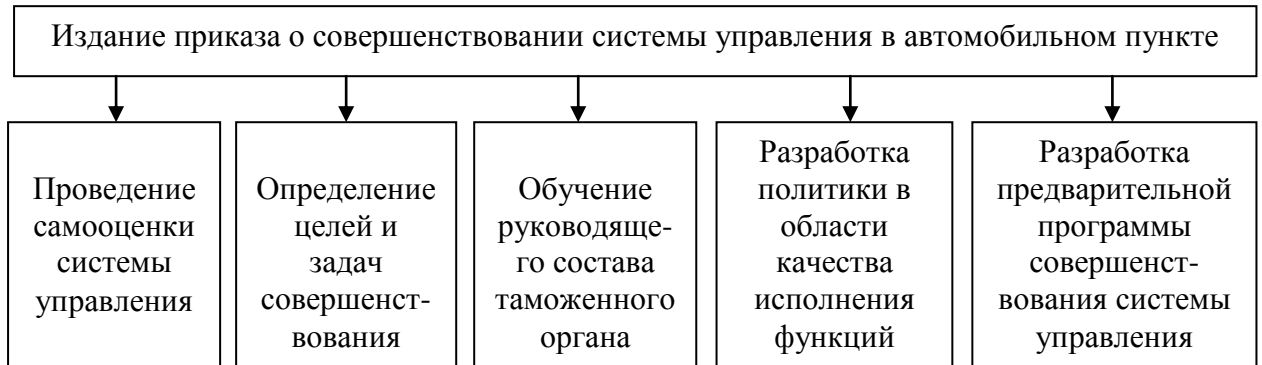 Издание приказа о совершенствовании системы управления в автомобильном пункте
Проведение
самооценки
системы
управления
Определение
целей и
задач
совершенст-
вования
Обучение
руководяще-
го состава
таможенного
органа
Разработка
политики в
области
качества
исполнения
функций
Разработка
предварительной
программы
совершенст-
вования системы
управления